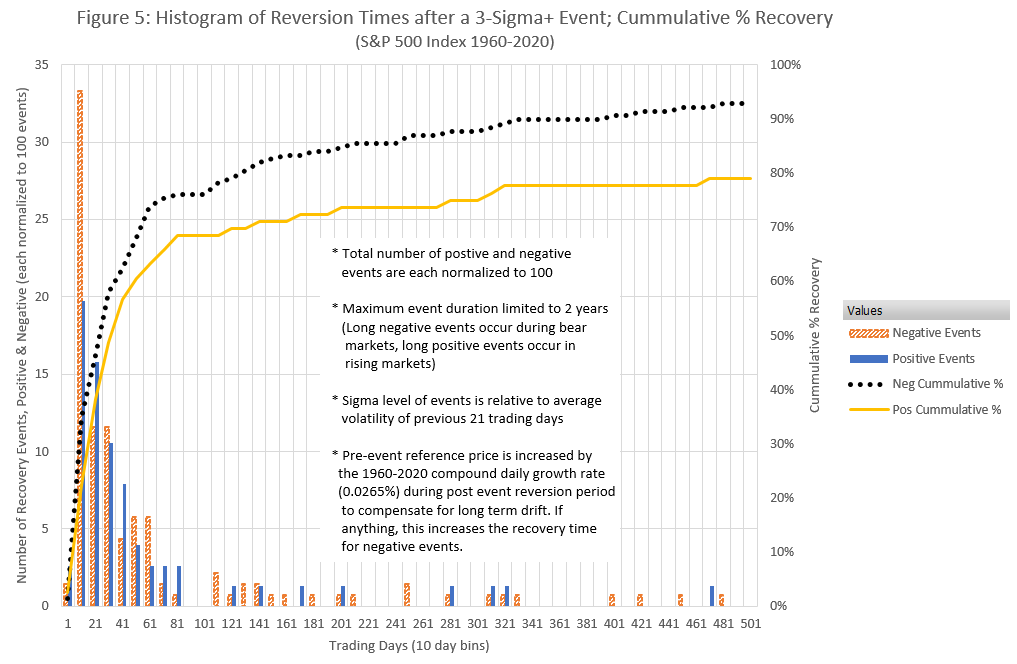 Figure 5: Histogram of Reversion Times after a 3-Sigma+ Event; Cummulative % Recovery
(S&P 500 Index 1960-2020)
Number of Recovery Events, Positive & Negative (each normalized to 100 events)
35
30
25
20
15
10
5
0
* Total number of postive and negative
events are each normalized to 100
* Maximum event duration limited to 2 years
(Long negative events occur during bear
markets, long positive events occur in
rising markets)
* Sigma level of events is relative to average
volatility of previous 21 trading days
* Pre-event reference price is increased by
the 1960-2020 compound daily growth rate
(0.0265%) during post event reversion period
to compensate for long term drift. If
anything, this increases the recovery time
for negative events.
100%
90%
80%
70%
60%
50%
40%
30%
20%
10%
0%
Cummulative % Recovery
Values
Negative Events
Positive Events
Neg Cummulative %
Pos Cummulative %
1 21 41 61 81 101 121 141 161 181 201 221 241 261 281 301 321 341 361 381 401 421 441 461 481 501
Trading Days (10 day bins)